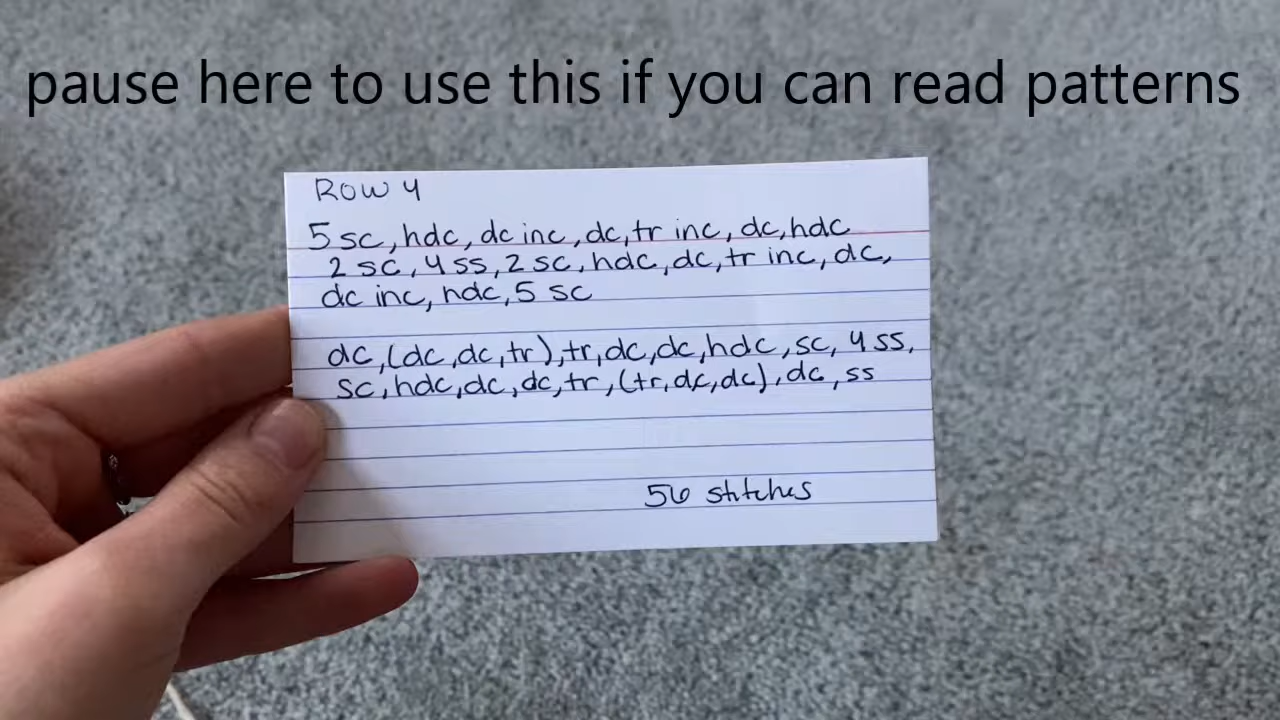 pause here to use this if you can read patterns
Row 4
5 sc, hdc, dc inc, dc, tr inc, dc, hdc
2 sc, 4 ss, 2 sc, hdc, dc, tr inc, dc,
dc inc, hdc, 5 sc
dc, (dc, dc, tr), tr, dc, dc, hdc, sc, 4 ss,
sc, hdc, dc, dc, tr, (tr, dc, dc), dc, ss
56 stitches